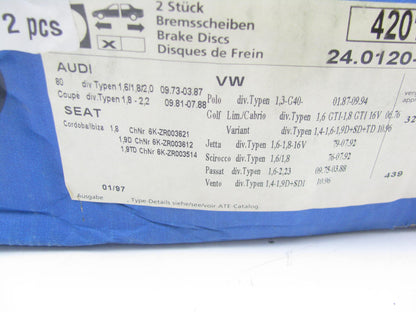 2 pcs
2 Stück
Bremsscheiben
Brake Discs
Disques de Frein
4201
24.0120-
AUDI
80 div.Typen 1,6/1,8/2,0 09.73-03.87
Coupe div.Typen 1,8 - 2,2 09.81-07.88
SEAT
Cordoba/Ibiza 1,8 ChNr 6K-ZR003621
1,9D ChNr 6K-ZR003612
1,9TD ChNr 6K-ZR003514
VW
Polo div.Typen 1,3-G40- 01.87-09.94
Golf Lim/Cabrio div.Typen 1,6 GTI-1,8 GTI 16V 06.76
Variant div.Typen 1,4-1,6-1,9D+SD+TD 10.96
Jetta div.Typen 1,6-1,8-16V 79-07.92
Scirocco div.Typen 1,6/1,8 76-07.92
Passat div.Typen 1,6-2,23 09.75-03.88
Vento div.Typen 1,4-1,9D+SDI 10.96
439
01/97
Ausgabe
Type-Details siehe/see/voir ATE-Catalog.